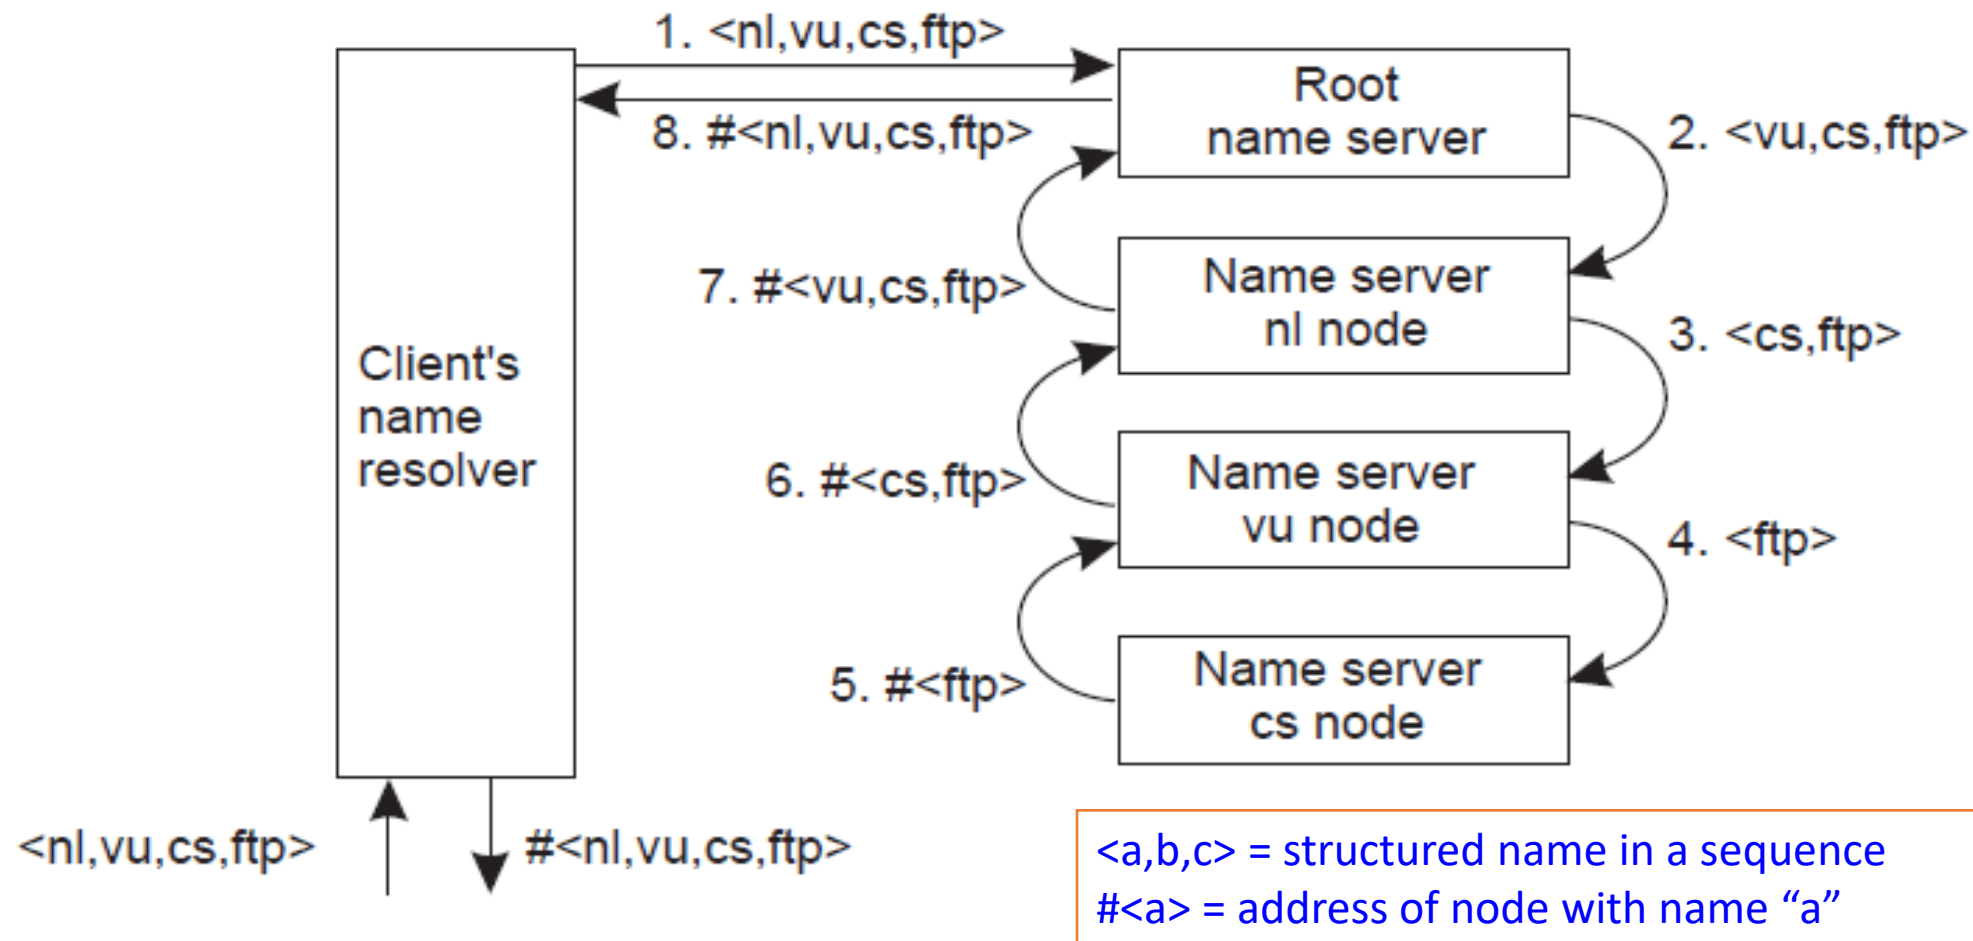 1. <nl,vu,cs,ftp>
Root
name server
8. #<nl,vu,cs,ftp>
2. <vu,cs,ftp>
Name server
nl node
7. #<vu,cs,ftp>
3. <cs,ftp>
Client's
name
resolver
Name server
vu node
6. #<cs,ftp>
4. <ftp>
Name server
cs node
5. #<ftp>
<nl,vu,cs,ftp>
#<nl,vu,cs,ftp>
<a,b,c> = structured name in a sequence
#<a> = address of node with name “a”